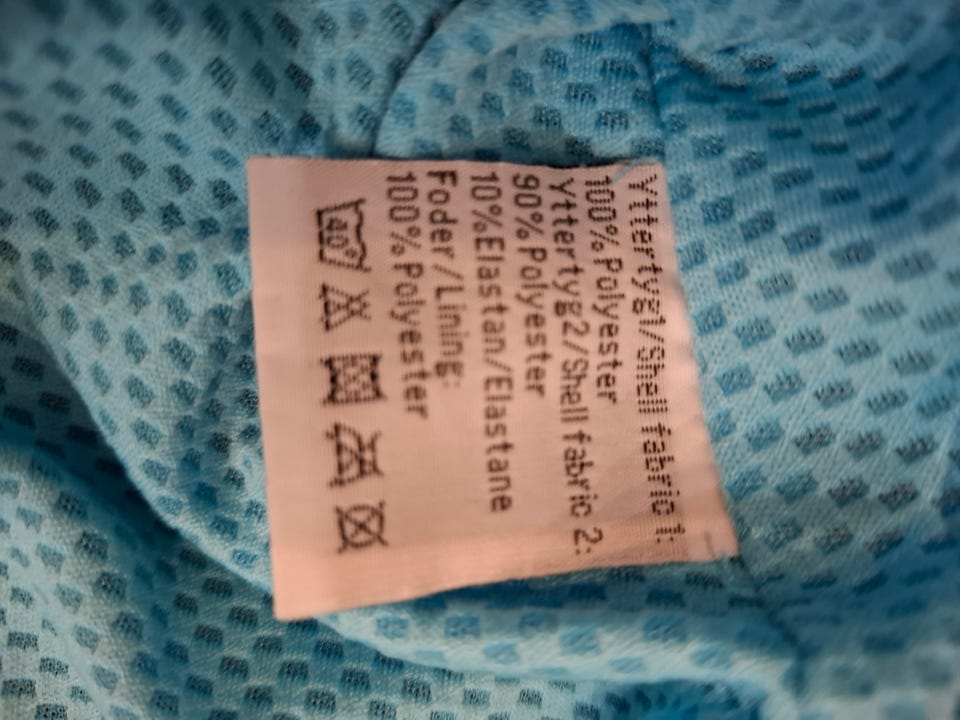 Yttertyg1/Shell fabric 1:
100% Polyester
Yttertyg2/Shell fabric 2:
90% Polyester
10%Elastan/Elastane
Foder/Lining:
100% Polyester
40°